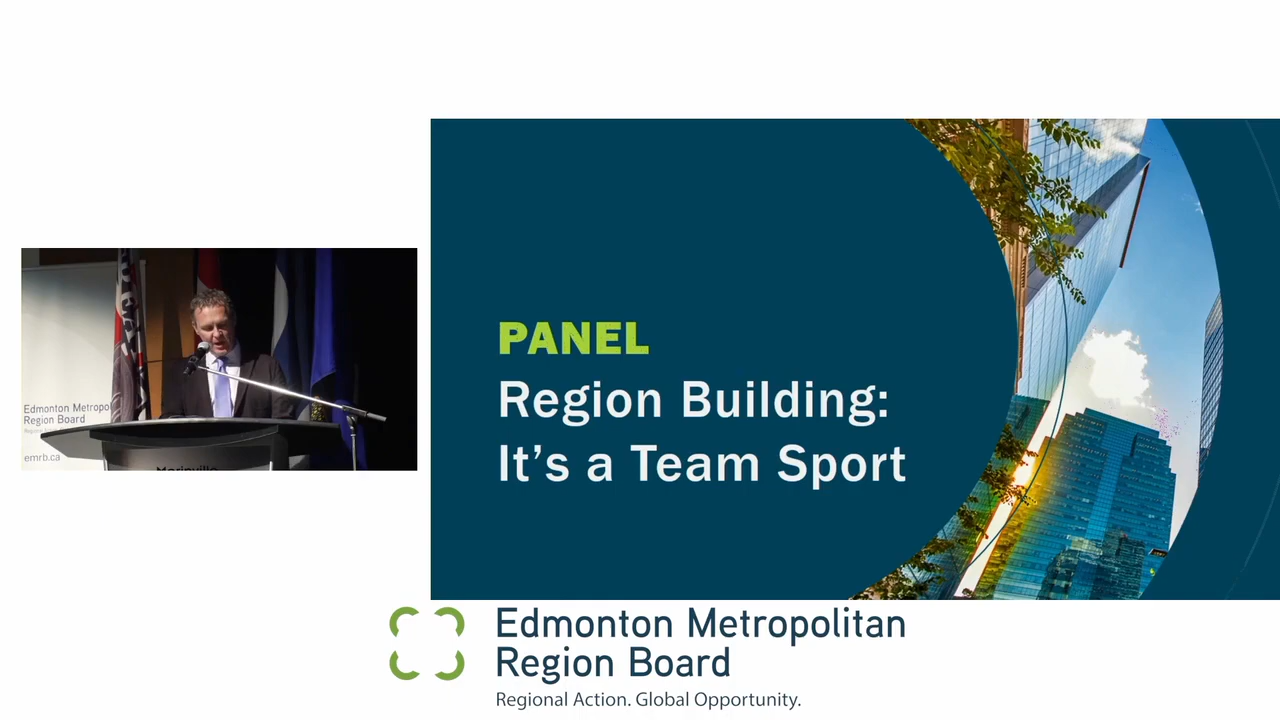 PANEL
Region Building:
It's a Team Sport
Edmonton Metropol
Region Board
emrb.ca
Morinville
Edmonton Metropolitan
Region Board
Regional Action. Global Opportunity.